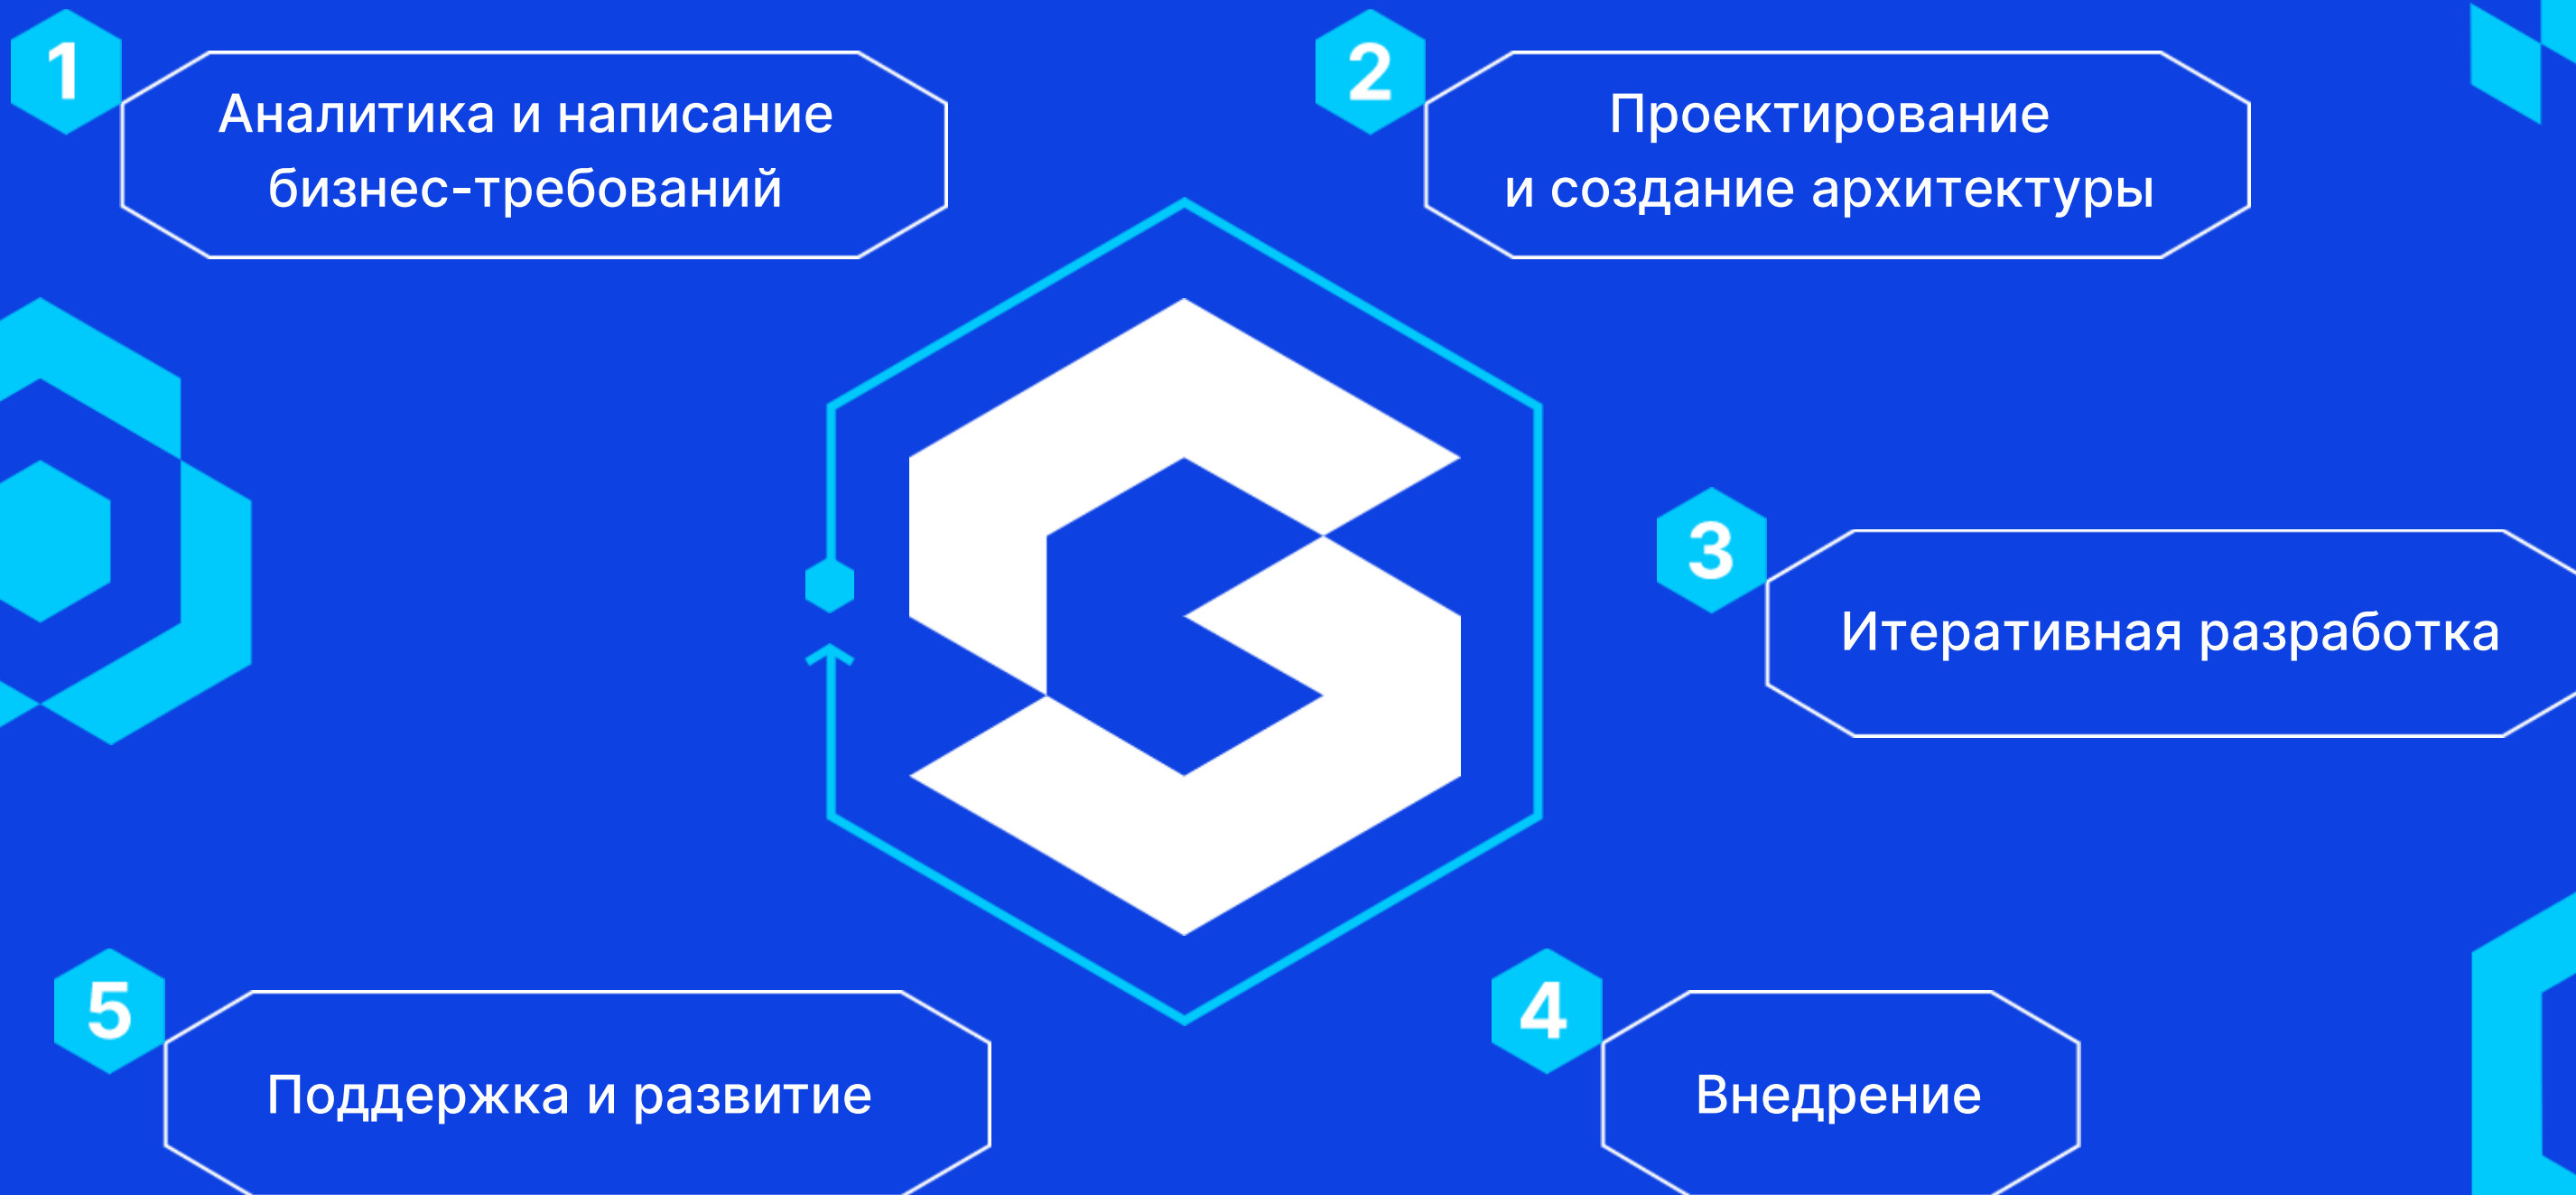 1
Аналитика и написание
бизнес-требований
2
Проектирование
и создание архитектуры
3
Итеративная разработка
4
Внедрение
5
Поддержка и развитие